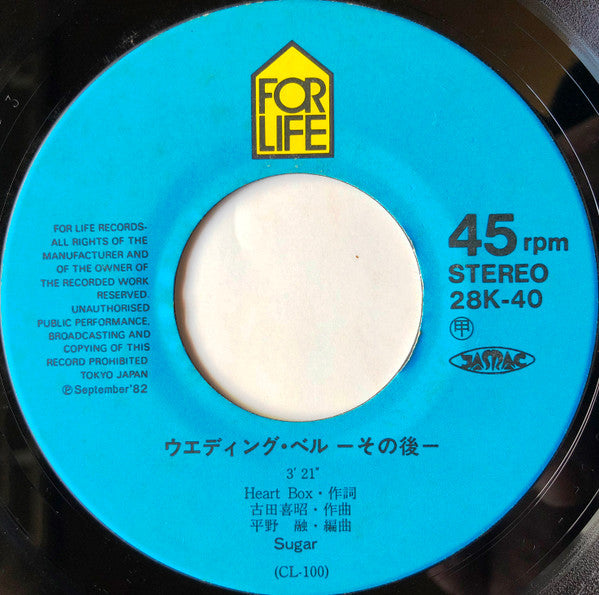 FOR
LIFE
FOR LIFE RECORDS-
ALL RIGHTS OF THE
MANUFACTURER AND
OF THE OWNER OF
THE RECORDED WORK
RESERVED.
UNAUTHORISED
PUBLIC PERFORMANCE,
BROADCASTING AND
COPYING OF THIS
RECORD PROHIBITED
TOKYO JAPAN
Ⓟ September'82
45 rpm
STEREO
28K-40
㊙
JASRAC
ウエディング・ベル ーその後ー
3' 21"
Heart Box・作詞
古田喜昭・作曲
平野 融・編曲
Sugar
(CL-100)